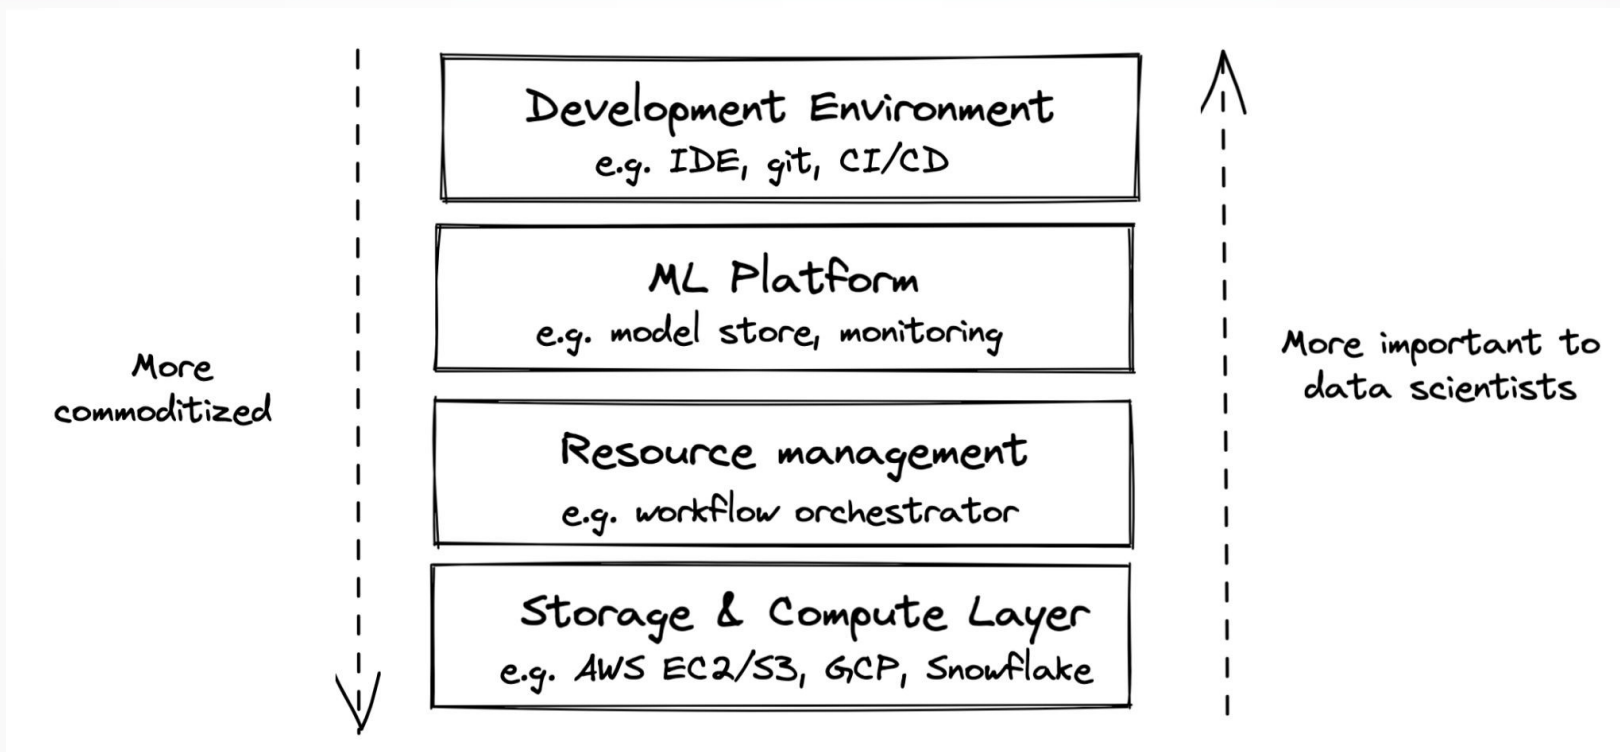 Development Environment
e.g. IDE, git, CI/CD
ML Platform
e.g. model store, monitoring
More
commoditized
More important to
data scientists
Resource management
e.g. workflow orchestrator
Storage & Compute Layer
e.g. AWS EC2/S3, GCP, Snowflake